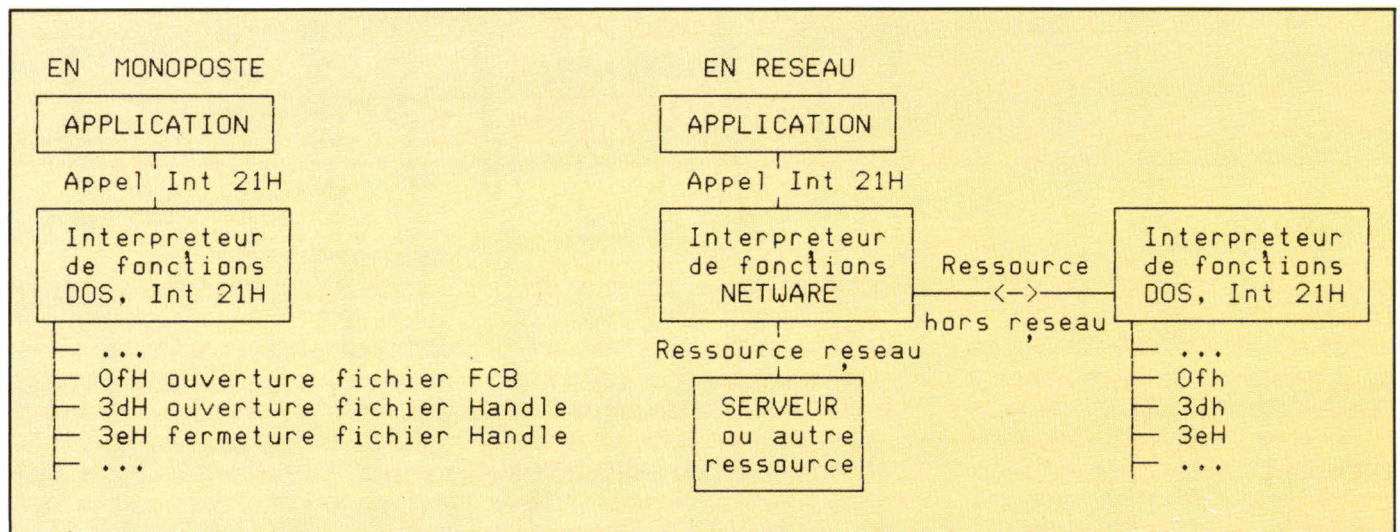 EN MONOPOSTE
APPLICATION
Appel Int 21H
Interpreteur
de fonctions
DOS, Int 21H
...
0fH ouverture fichier FCB
3dH ouverture fichier Handle
3eH fermeture fichier Handle
...
EN RESEAU
APPLICATION
Appel Int 21H
Interpreteur
de fonctions
NETWARE
Ressource
<->
hors reseau
Ressource reseau
SERVEUR
ou autre
ressource
Interpreteur
de fonctions
DOS, Int 21H
...
0fh
3dh
3eH
...